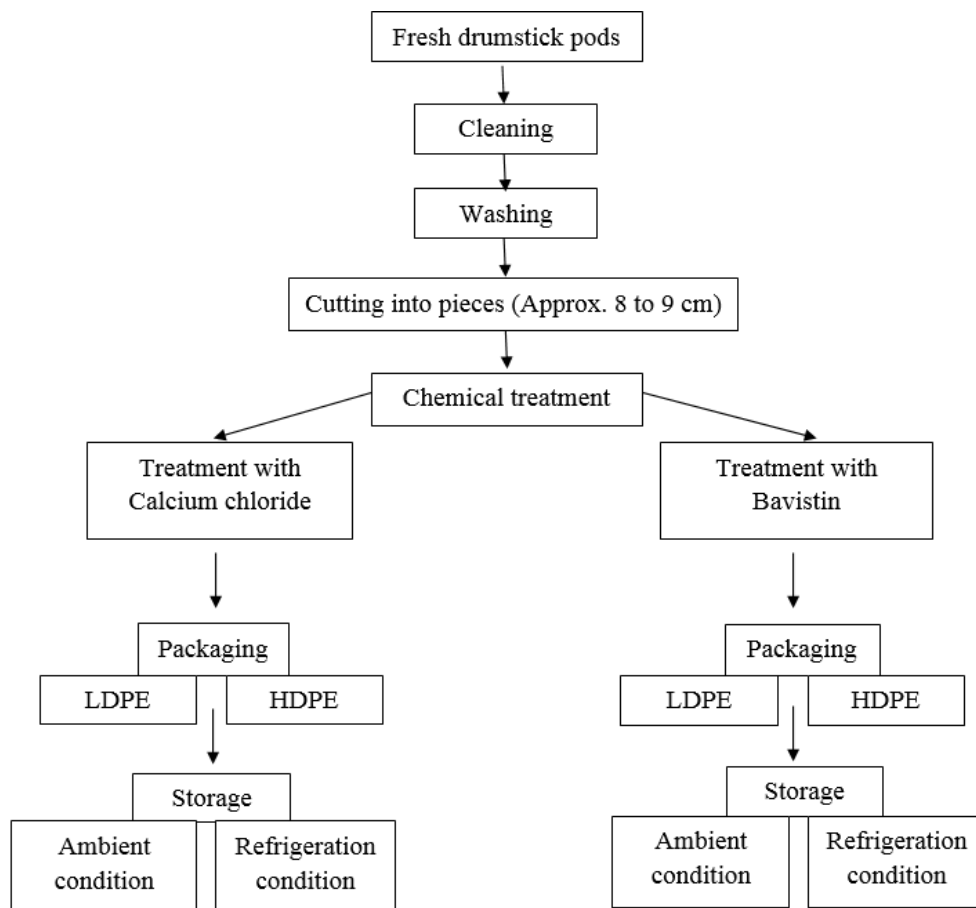 Fresh drumstick pods
Cleaning
Washing
Cutting into pieces (Approx. 8 to 9 cm)
Chemical treatment
Treatment with
Calcium chloride
Treatment with
Bavistin
Packaging
LDPE
HDPE
Packaging
LDPE
HDPE
Storage
Ambient
condition
Refrigeration
condition
Storage
Ambient
condition
Refrigeration
condition